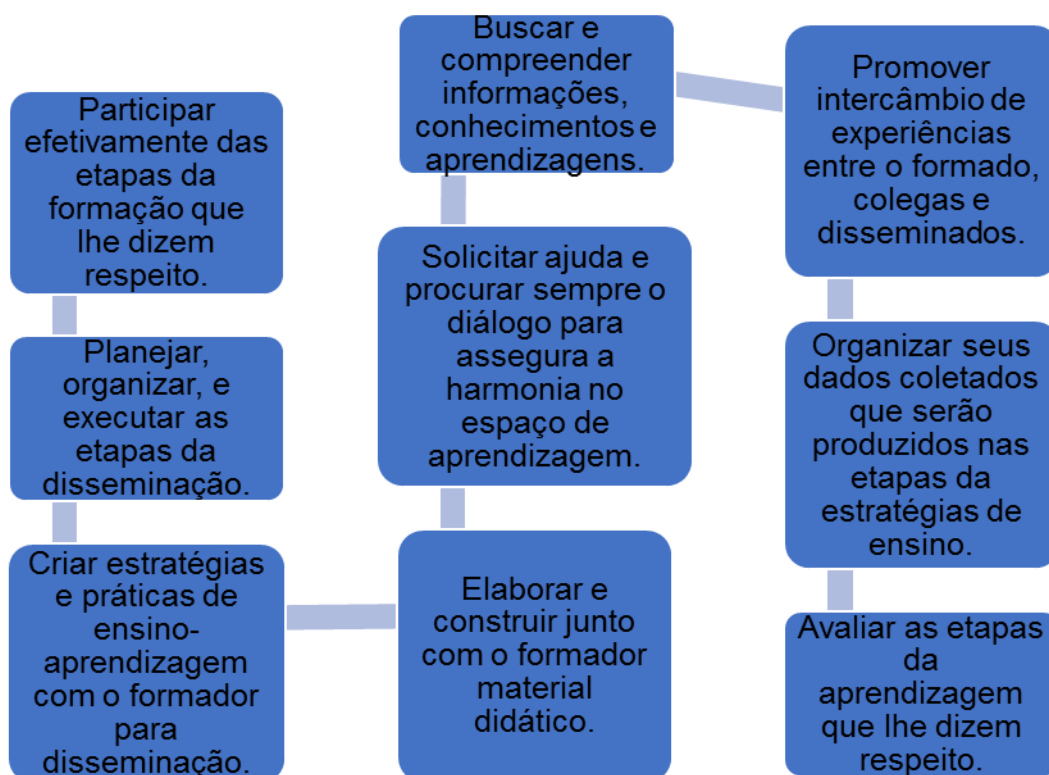 Participar
efetivamente das
etapas da
formação que
lhe dizem
respeito.
Planejar,
organizar, e
executar as
etapas da
disseminação.
Criar estratégias
e práticas de
ensino-
aprendizagem
com o formador
para
disseminação.
Elaborar e
construir junto
com o formador
material
didático.
Solicitar ajuda e
procurar sempre o
diálogo para
assegura a
harmonia no
espaço de
aprendizagem.
Buscar e
compreender
informações,
conhecimentos e
aprendizagens.
Promover
intercâmbio de
experiências
entre o formado,
colegas e
disseminados.
Organizar seus
dados coletados
que serão
produzidos nas
etapas da
estratégias de
ensino.
Avaliar as etapas
da
aprendizagem
que lhe dizem
respeito.